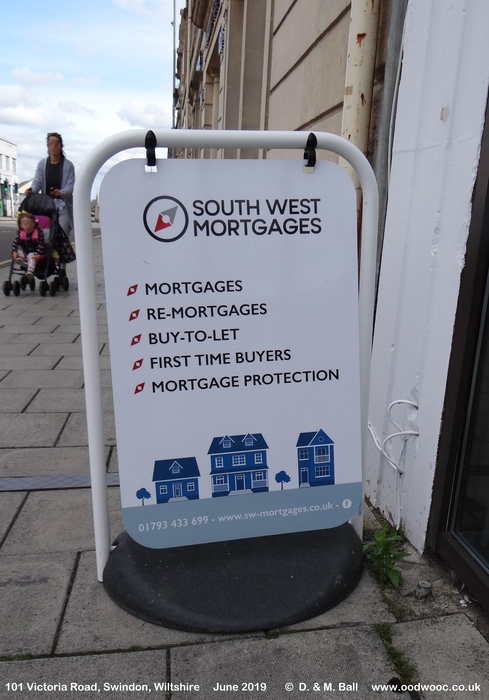 SOUTH WEST
MORTGAGES
MORTGAGES
RE-MORTGAGES
BUY-TO-LET
FIRST TIME BUYERS
MORTGAGE PROTECTION
01793 433 699 - www.sw-mortgages.co.uk - f
101 Victoria Road, Swindon, Wiltshire June 2019 © D. & M. Ball www.oodwooc.co.uk